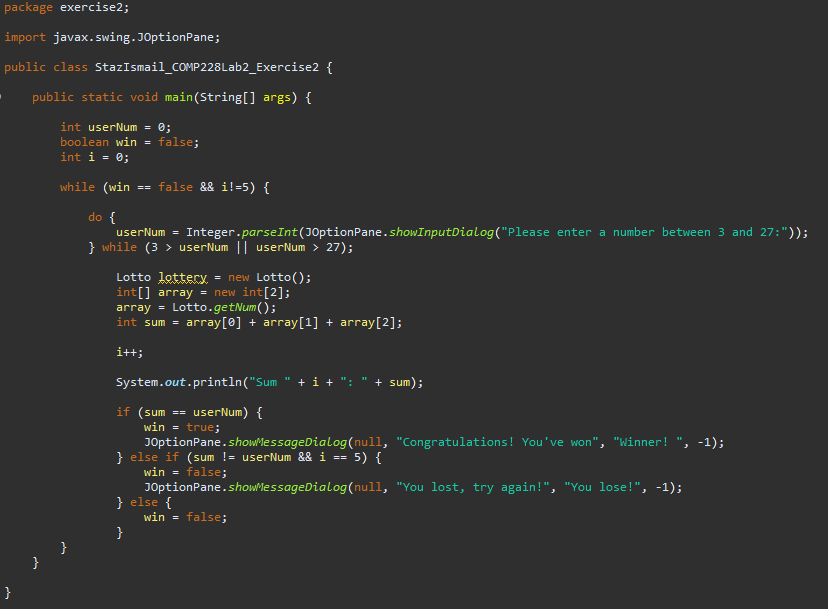 package exercise2;
import javax.swing.JOptionPane;
public class StazIsmail_COMP228Lab2_Exercise2 {
public static void main(String[] args) {
int userNum = 0;
boolean win = false;
int i = 0;
while (win == false && i!=5) {
do {
userNum = Integer.parseInt(JOptionPane.showInputDialog("Please enter a number between 3 and 27:"));
} while (3 > userNum || userNum > 27);
Lotto lottery = new Lotto();
int[] array = new int[2];
array = Lotto.getNum();
int sum = array[0] + array[1] + array[2];
i++;
System.out.println("Sum " + i + ": " + sum);
if (sum == userNum) {
win = true;
JOptionPane.showMessageDialog(null, "Congratulations! You've won", "Winner! ", -1);
} else if (sum != userNum && i == 5) {
win = false;
JOptionPane.showMessageDialog(null, "You lost, try again!", "You lose!", -1);
} else {
win = false;
}
}
}
}